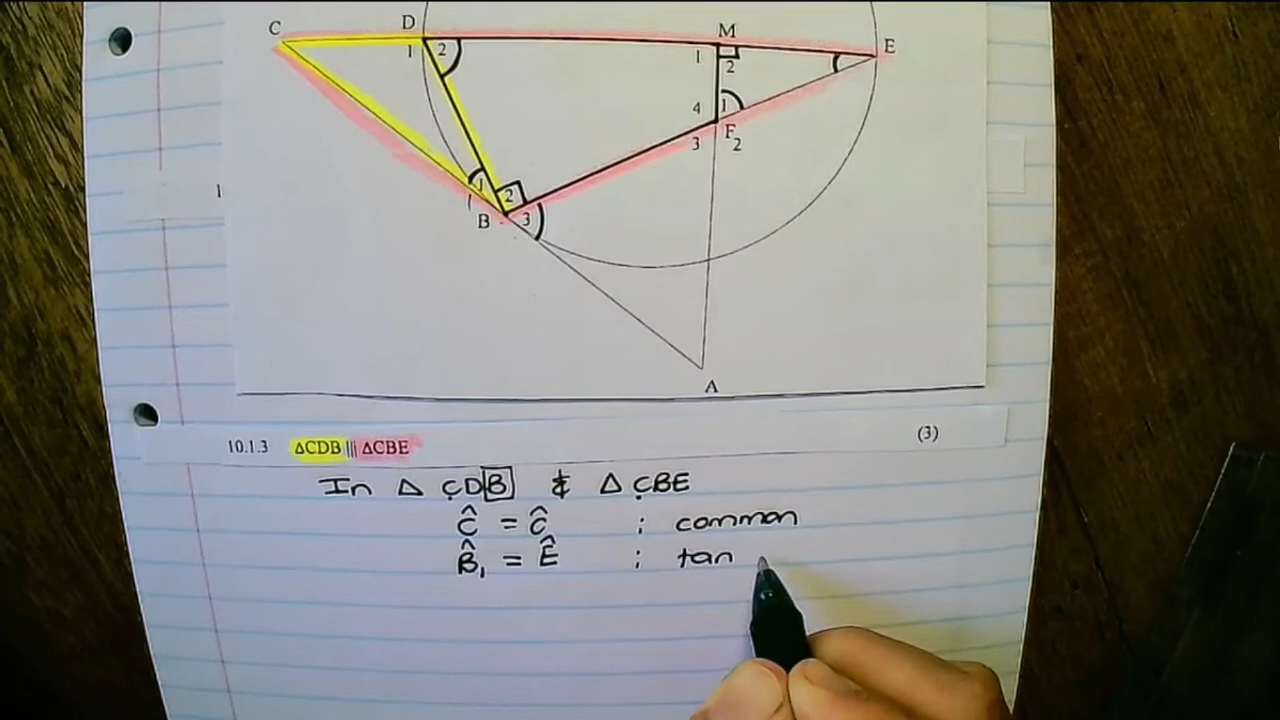 C D M E
1 2 1 2
4 1
F
3 2
1 2
B 3
1
A
10.1.3 ΔCDB ||| ΔCBE (3)
In Δ CDB & Δ CBE
Ĉ = Ĉ ; common
B̂₁ = Ê ; tan